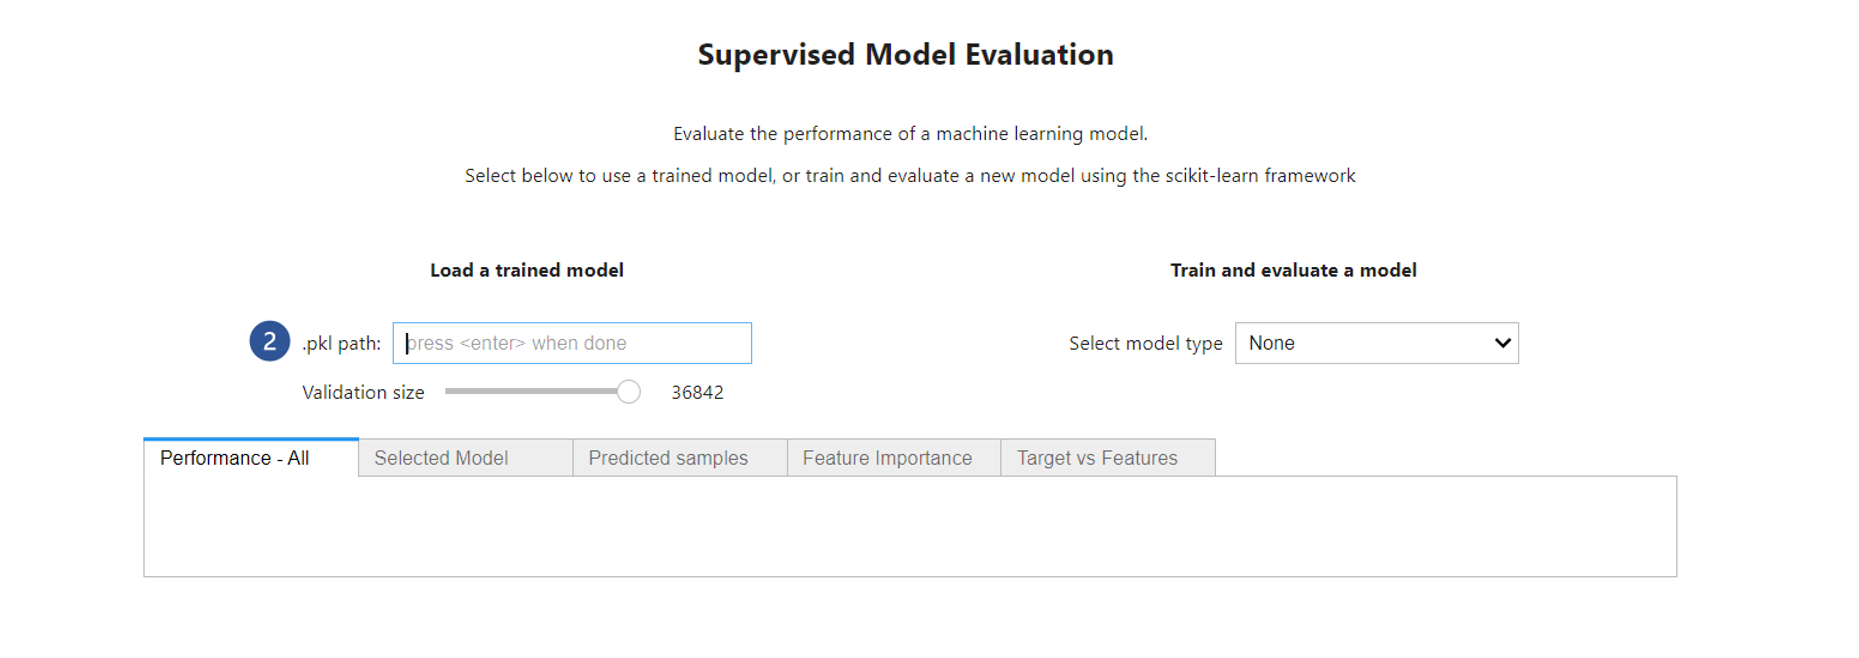 Supervised Model Evaluation
Evaluate the performance of a machine learning model.
Select below to use a trained model, or train and evaluate a new model using the scikit-learn framework
Load a trained model
Train and evaluate a model
2 .pkl path: press <enter> when done
Select model type None
Validation size 36842
Performance - All Selected Model Predicted samples Feature Importance Target vs Features